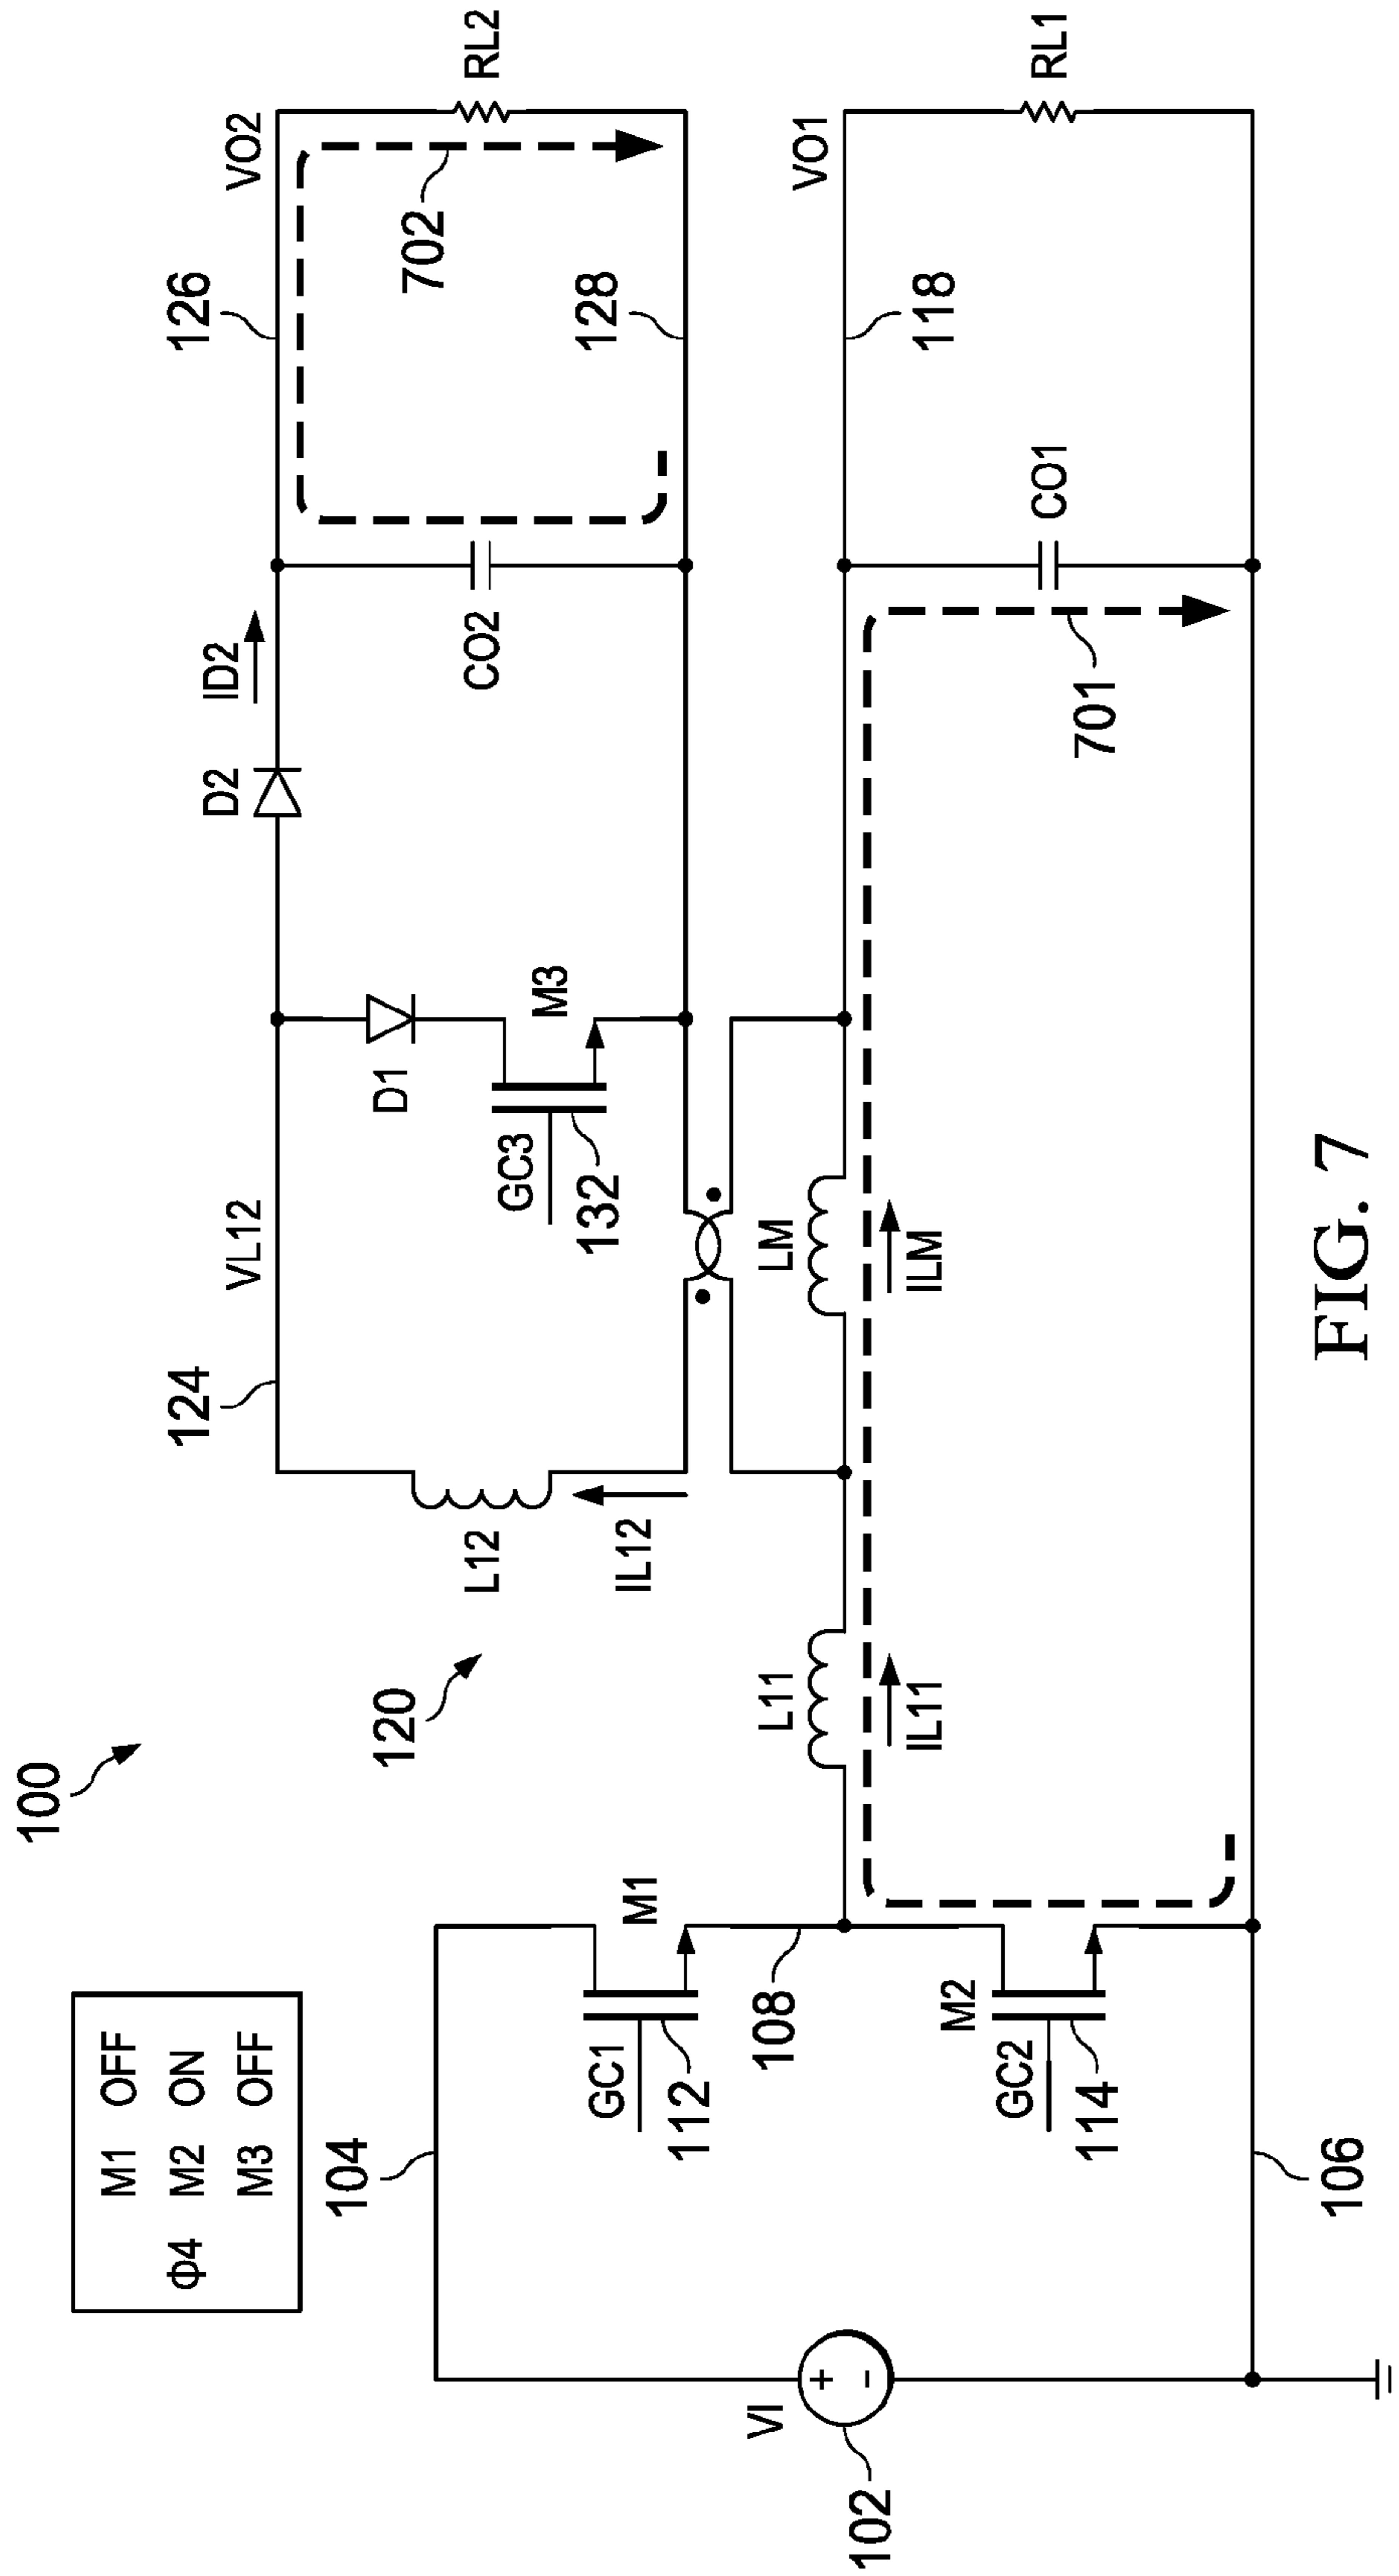 100
120
Φ4
M1 OFF
M2 ON
M3 OFF
124
VL12
126
VO2
D2
ID2
L12
IL12
D1
GC3
132
M3
CO2
702
RL2
128
104
GC1
112
M1
108
L11
IL11
LM
ILM
118
VO1
VI
+
-
102
GC2
114
M2
701
CO1
RL1
106
FIG. 7